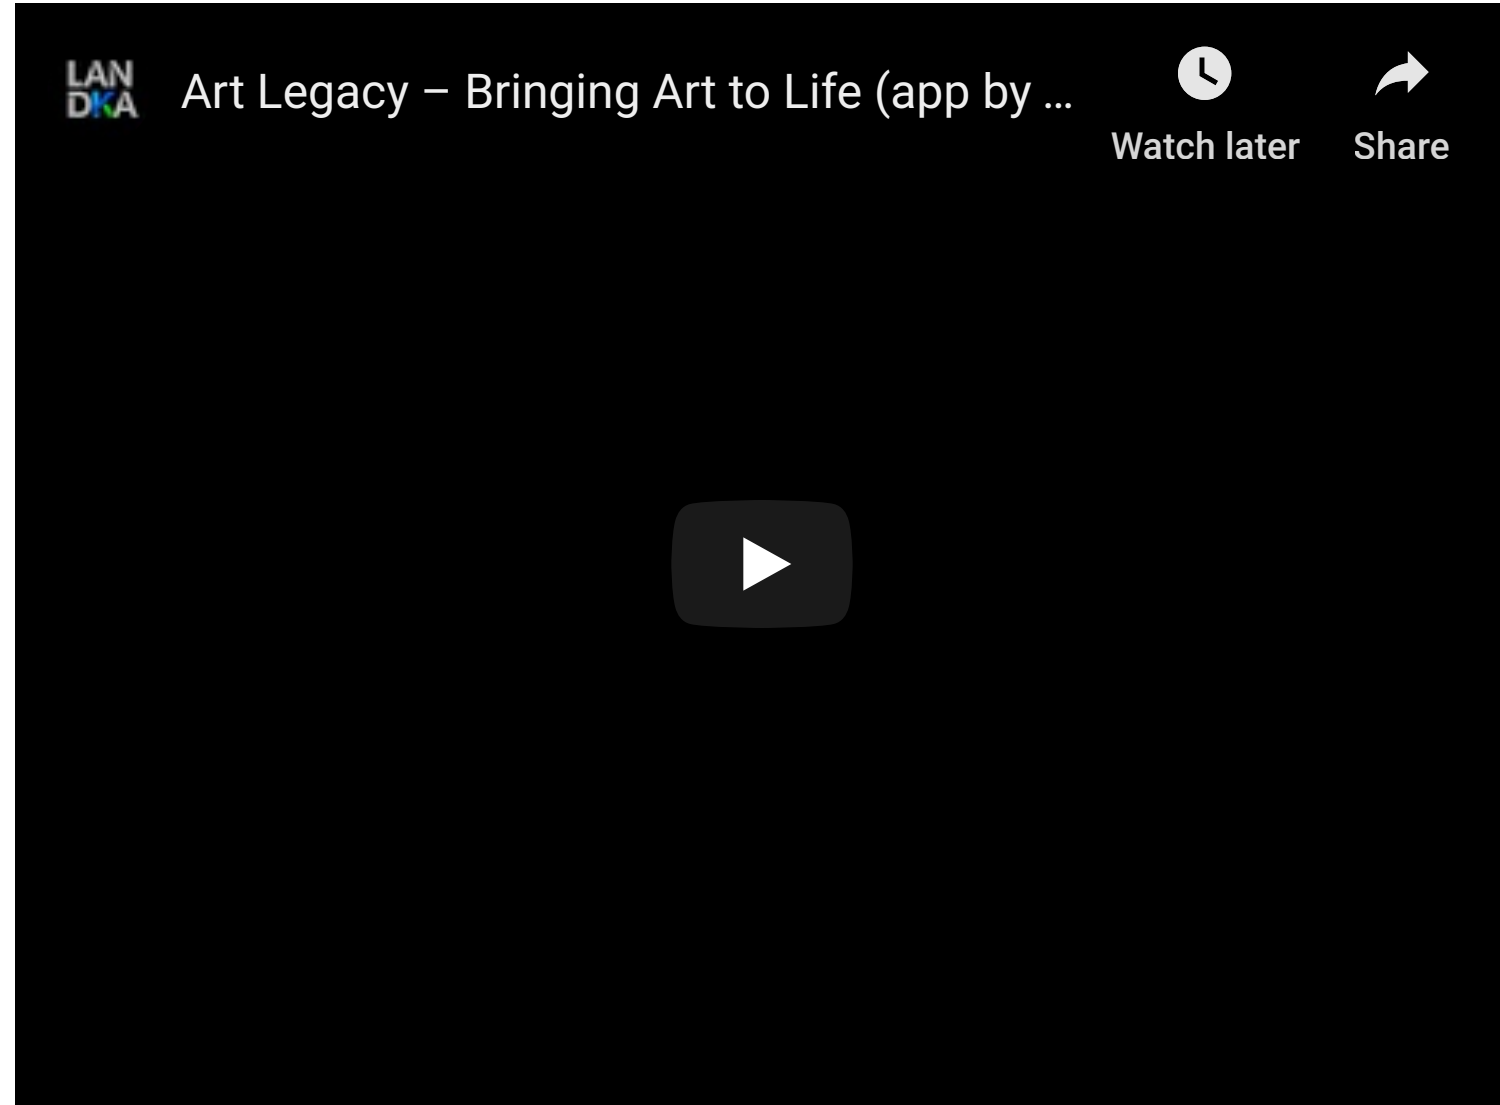 LAN
DKA
Art Legacy – Bringing Art to Life (app by ...
Watch later
Share